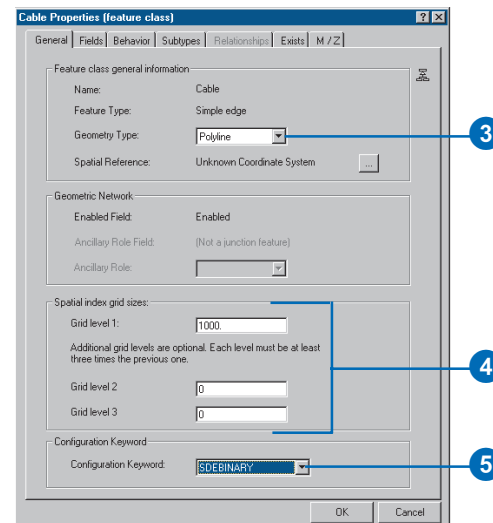 Cable Properties (feature class)
General Fields Behavior Subtypes Relationships Exists M / Z
Feature class general information
Name: Cable
Feature Type: Simple edge
Geometry Type: Polyline
3
Spatial Reference: Unknown Coordinate System ...
Geometric Network
Enabled Field: Enabled
Ancillary Role Field: (Not a junction feature)
Ancillary Role:
Spatial index grid sizes:
Grid level 1: 1000.
Additional grid levels are optional. Each level must be at least
three times the previous one.
4
Grid level 2 0
Grid level 3 0
Configuration Keyword
Configuration Keyword: SDEBINARY
5
OK Cancel